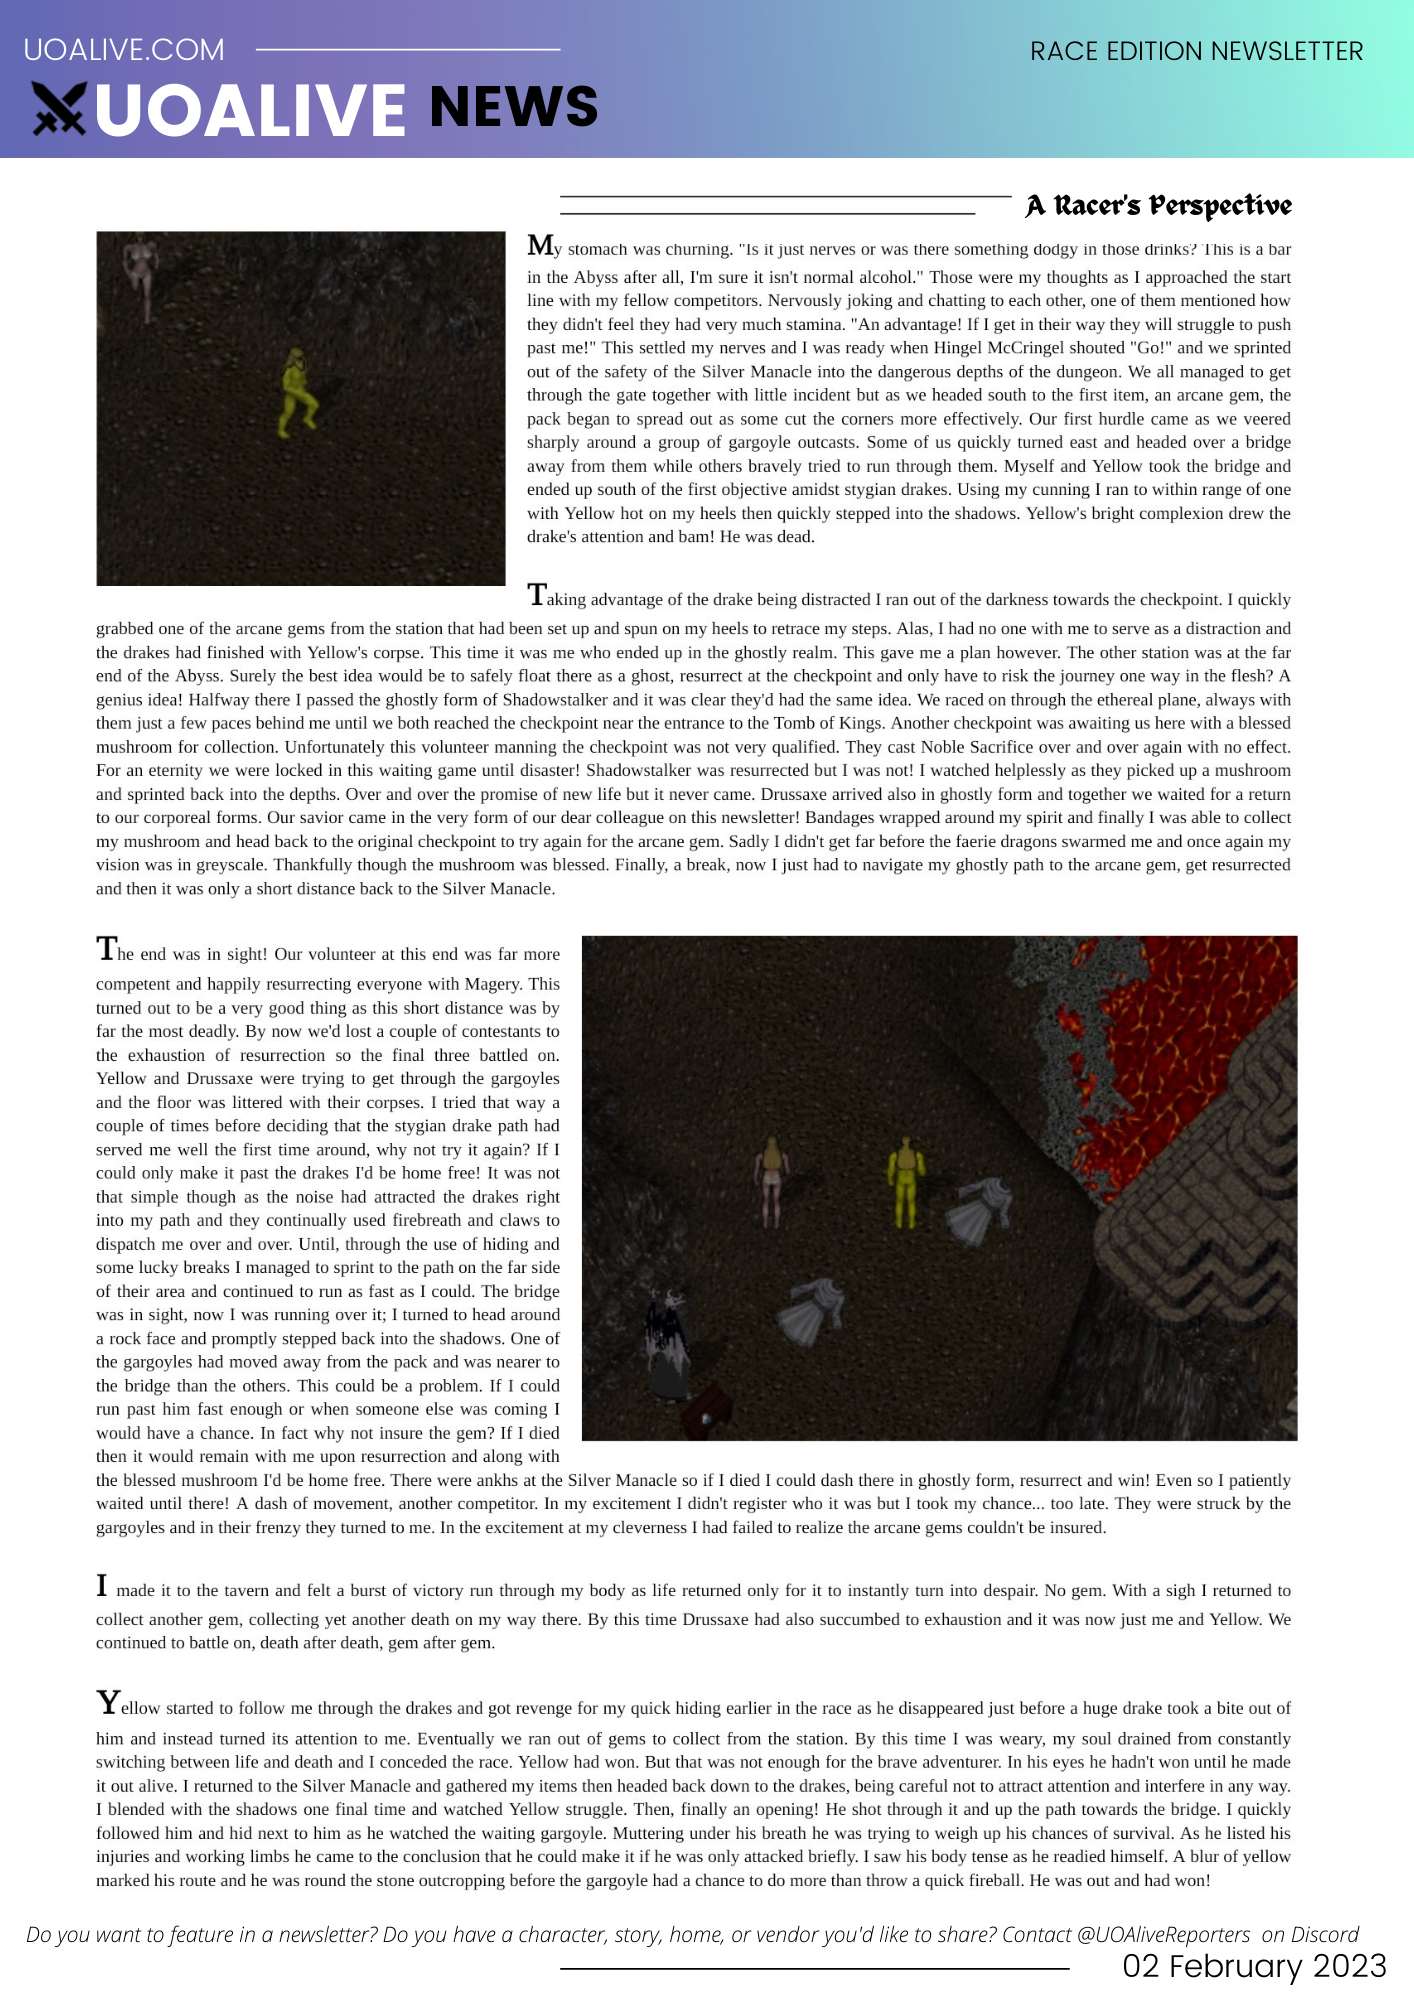 UOALIVE.COM
RACE EDITION NEWSLETTER
UOALIVE NEWS
A Racer's Perspective
My stomach was churning. "Is it just nerves or was there something dodgy in those drinks? This is a bar
in the Abyss after all, I'm sure it isn't normal alcohol." Those were my thoughts as I approached the start
line with my fellow competitors. Nervously joking and chatting to each other, one of them mentioned how
they didn't feel they had very much stamina. "An advantage! If I get in their way they will struggle to push
past me!" This settled my nerves and I was ready when Hingel McCringel shouted "Go!" and we sprinted
out of the safety of the Silver Manacle into the dangerous depths of the dungeon. We all managed to get
through the gate together with little incident but as we headed south to the first item, an arcane gem, the
pack began to spread out as some cut the corners more effectively. Our first hurdle came as we veered
sharply around a group of gargoyle outcasts. Some of us quickly turned east and headed over a bridge
away from them while others bravely tried to run through them. Myself and Yellow took the bridge and
ended up south of the first objective amidst stygian drakes. Using my cunning I ran to within range of one
with Yellow hot on my heels then quickly stepped into the shadows. Yellow's bright complexion drew the
drake's attention and bam! He was dead.
Taking advantage of the drake being distracted I ran out of the darkness towards the checkpoint. I quickly
grabbed one of the arcane gems from the station that had been set up and spun on my heels to retrace my steps. Alas, I had no one with me to serve as a distraction and
the drakes had finished with Yellow's corpse. This time it was me who ended up in the ghostly realm. This gave me a plan however. The other station was at the far
end of the Abyss. Surely the best idea would be to safely float there as a ghost, resurrect at the checkpoint and only have to risk the journey one way in the flesh? A
genius idea! Halfway there I passed the ghostly form of Shadowstalker and it was clear they'd had the same idea. We raced on through the ethereal plane, always with
them just a few paces behind me until we both reached the checkpoint near the entrance to the Tomb of Kings. Another checkpoint was awaiting us here with a blessed
mushroom for collection. Unfortunately this volunteer manning the checkpoint was not very qualified. They cast Noble Sacrifice over and over again with no effect.
For an eternity we were locked in this waiting game until disaster! Shadowstalker was resurrected but I was not! I watched helplessly as they picked up a mushroom
and sprinted back into the depths. Over and over the promise of new life but it never came. Drussaxe arrived also in ghostly form and together we waited for a return
to our corporeal forms. Our savior came in the very form of our dear colleague on this newsletter! Bandages wrapped around my spirit and finally I was able to collect
my mushroom and head back to the original checkpoint to try again for the arcane gem. Sadly I didn't get far before the faerie dragons swarmed me and once again my
vision was in greyscale. Thankfully though the mushroom was blessed. Finally, a break, now I just had to navigate my ghostly path to the arcane gem, get resurrected
and then it was only a short distance back to the Silver Manacle.
The end was in sight! Our volunteer at this end was far more
competent and happily resurrecting everyone with Magery. This
turned out to be a very good thing as this short distance was by
far the most deadly. By now we'd lost a couple of contestants to
the exhaustion of resurrection so the final three battled on.
Yellow and Drussaxe were trying to get through the gargoyles
and the floor was littered with their corpses. I tried that way a
couple of times before deciding that the stygian drake path had
served me well the first time around, why not try it again? If I
could only make it past the drakes I'd be home free! It was not
that simple though as the noise had attracted the drakes right
into my path and they continually used firebreath and claws to
dispatch me over and over. Until, through the use of hiding and
some lucky breaks I managed to sprint to the path on the far side
of their area and continued to run as fast as I could. The bridge
was in sight, now I was running over it; I turned to head around
a rock face and promptly stepped back into the shadows. One of
the gargoyles had moved away from the pack and was nearer to
the bridge than the others. This could be a problem. If I could
run past him fast enough or when someone else was coming I
would have a chance. In fact why not insure the gem? If I died
then it would remain with me upon resurrection and along with
the blessed mushroom I'd be home free. There were ankhs at the Silver Manacle so if I died I could dash there in ghostly form, resurrect and win! Even so I patiently
waited until there! A dash of movement, another competitor. In my excitement I didn't register who it was but I took my chance... too late. They were struck by the
gargoyles and in their frenzy they turned to me. In the excitement at my cleverness I had failed to realize the arcane gems couldn't be insured.
I made it to the tavern and felt a burst of victory run through my body as life returned only for it to instantly turn into despair. No gem. With a sigh I returned to
collect another gem, collecting yet another death on my way there. By this time Drussaxe had also succumbed to exhaustion and it was now just me and Yellow. We
continued to battle on, death after death, gem after gem.
Yellow started to follow me through the drakes and got revenge for my quick hiding earlier in the race as he disappeared just before a huge drake took a bite out of
him and instead turned its attention to me. Eventually we ran out of gems to collect from the station. By this time I was weary, my soul drained from constantly
switching between life and death and I conceded the race. Yellow had won. But that was not enough for the brave adventurer. In his eyes he hadn't won until he made
it out alive. I returned to the Silver Manacle and gathered my items then headed back down to the drakes, being careful not to attract attention and interfere in any way.
I blended with the shadows one final time and watched Yellow struggle. Then, finally an opening! He shot through it and up the path towards the bridge. I quickly
followed him and hid next to him as he watched the waiting gargoyle. Muttering under his breath he was trying to weigh up his chances of survival. As he listed his
injuries and working limbs he came to the conclusion that he could make it if he was only attacked briefly. I saw his body tense as he readied himself. A blur of yellow
marked his route and he was round the stone outcropping before the gargoyle had a chance to do more than throw a quick fireball. He was out and had won!
Do you want to feature in a newsletter? Do you have a character, story, home, or vendor you'd like to share? Contact @UOAliveReporters on Discord
02 February 2023